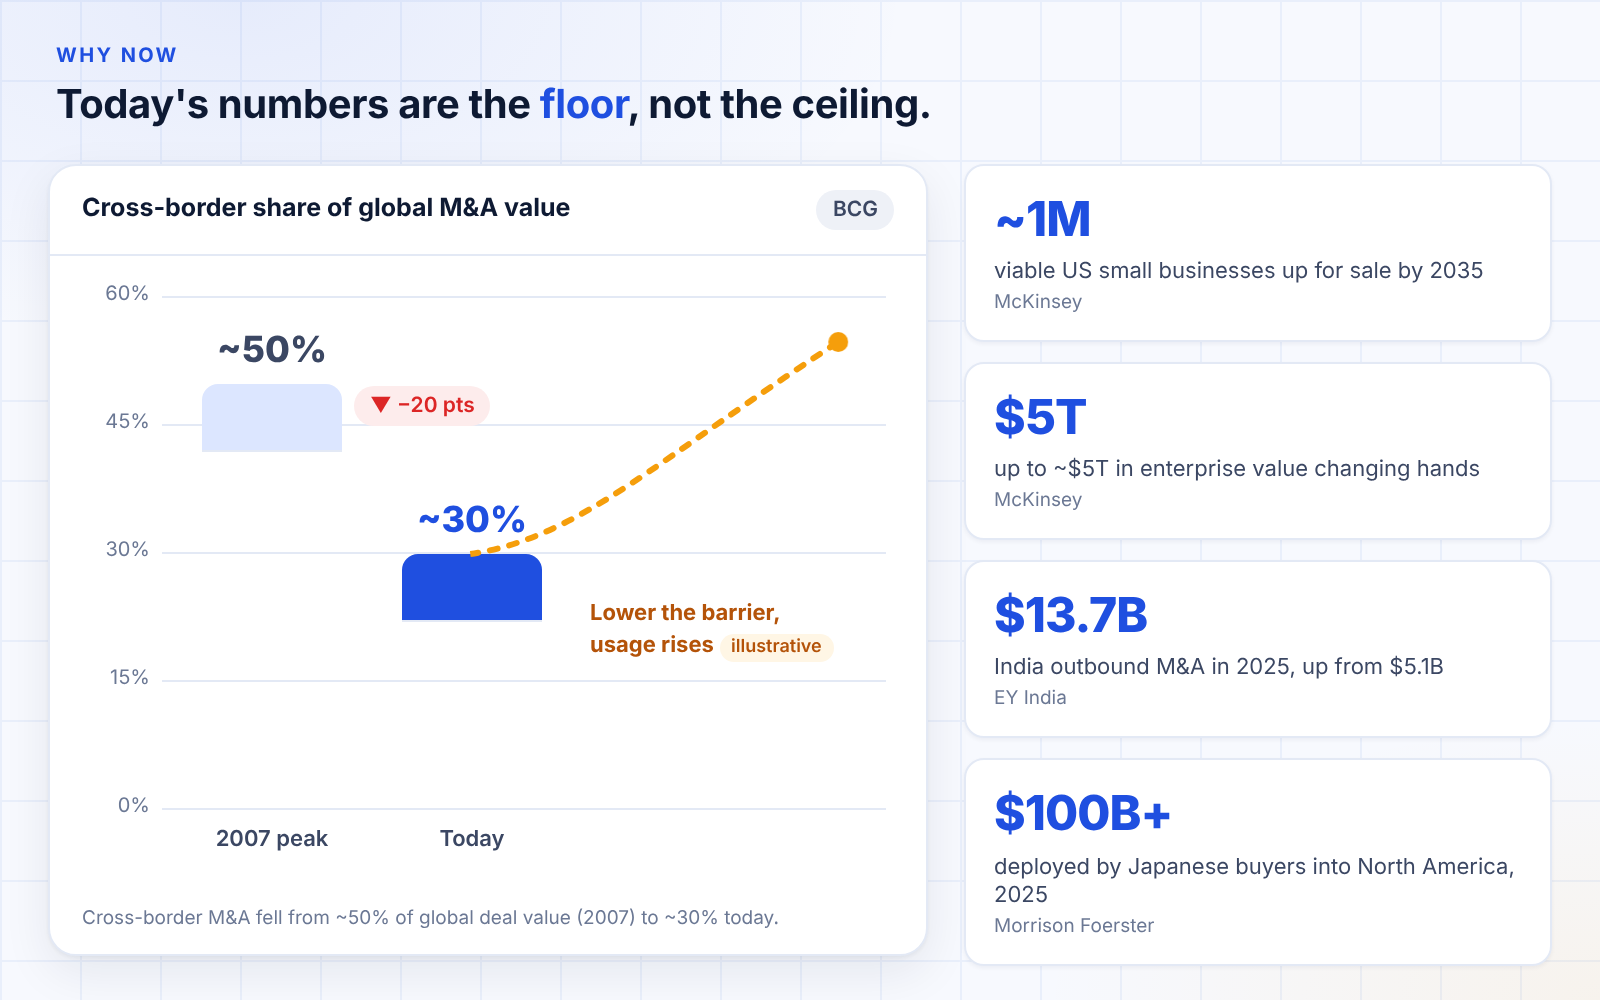 WHY NOW
Today's numbers are the floor, not the ceiling.
Cross-border share of global M&A value
BCG
60%
~50%
▼ −20 pts
45%
~30%
30%
Lower the barrier,
usage rises illustrative
15%
0%
2007 peak
Today
Cross-border M&A fell from ~50% of global deal value (2007) to ~30% today.
~1M
viable US small businesses up for sale by 2035
McKinsey
$5T
up to ~$5T in enterprise value changing hands
McKinsey
$13.7B
India outbound M&A in 2025, up from $5.1B
EY India
$100B+
deployed by Japanese buyers into North America,
2025
Morrison Foerster